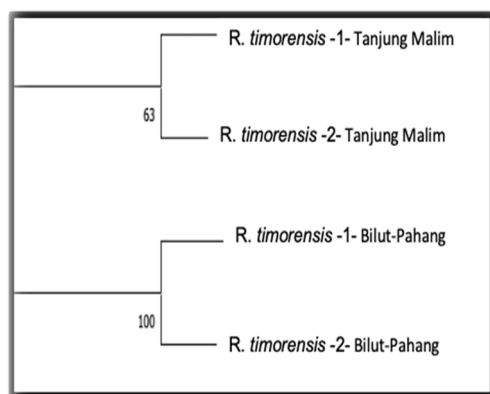 R. timorensis -1- Tanjung Malim
63
R. timorensis -2- Tanjung Malim
R. timorensis -1- Bilut-Pahang
100
R. timorensis -2- Bilut-Pahang